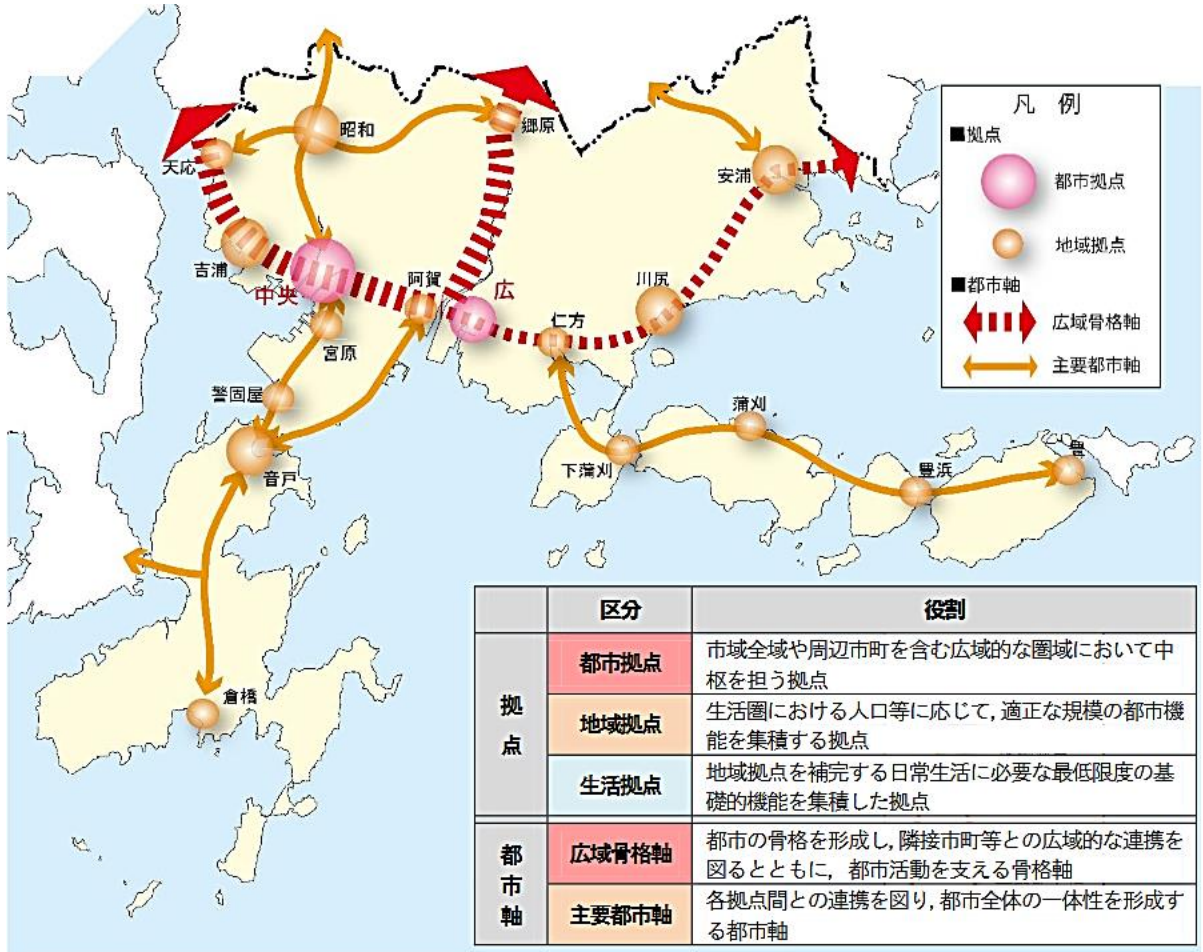 昭和
郷原
天応
安浦
吉浦
中央
阿賀
広
川尻
仁方
宮原
警固屋
音戸
下蒲刈
蒲刈
豊浜
豊
倉橋
凡 例
■拠点
都市拠点
地域拠点
■都市軸
広域骨格軸
主要都市軸
区分
役割
拠点
都市拠点
市域全域や周辺市町を含む広域的な圏域において中
枢を担う拠点
地域拠点
生活圏における人口等に応じて，適正な規模の都市機
能を集積する拠点
生活拠点
地域拠点を補完する日常生活に必要な最低限度の基
礎的機能を集積した拠点
都市軸
広域骨格軸
都市の骨格を形成し，隣接市町等との広域的な連携を
図るとともに，都市活動を支える骨格軸
主要都市軸
各拠点間との連携を図り，都市全体の一体性を形成す
る都市軸